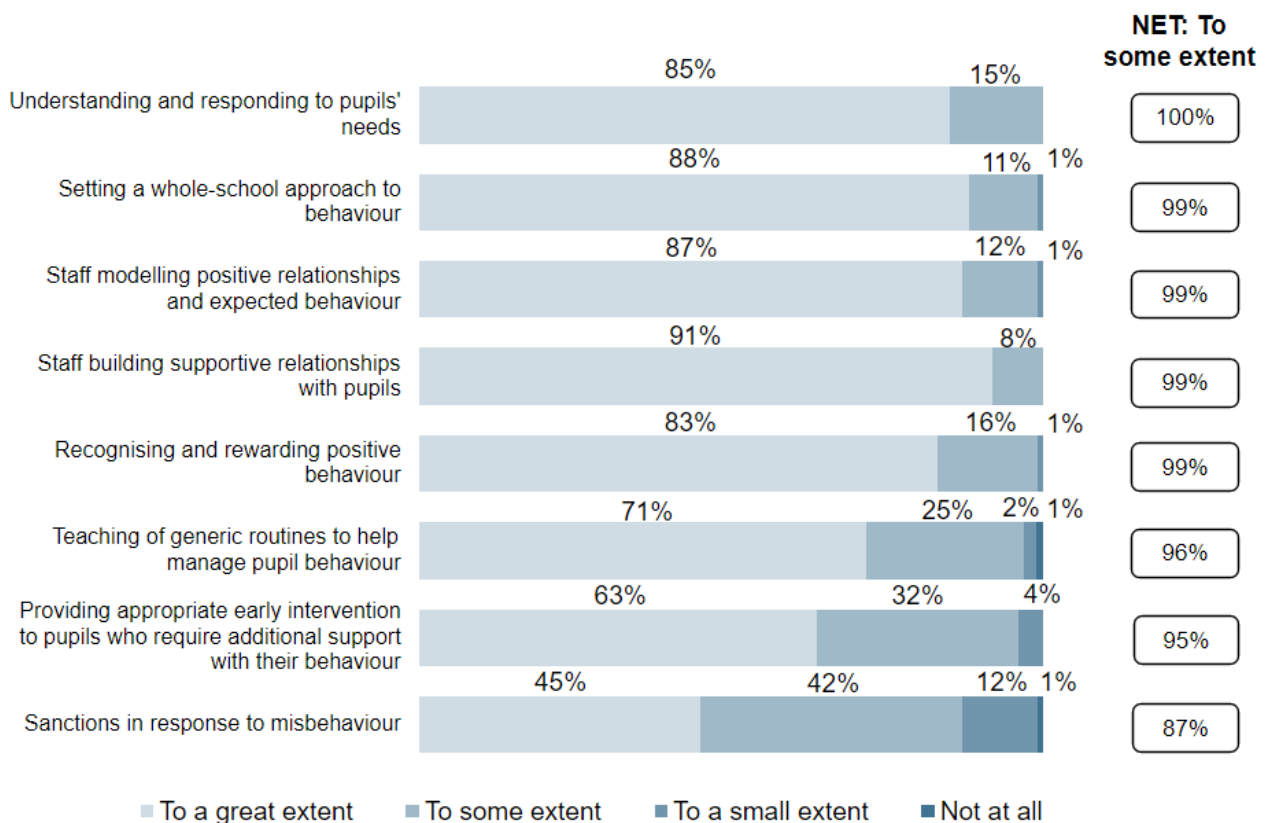 NET: To
some extent
85%
15%
Understanding and responding to pupils'
needs
100%
88%
11%
1%
Setting a whole-school approach to
behaviour
99%
87%
12%
1%
Staff modelling positive relationships
and expected behaviour
99%
91%
8%
Staff building supportive relationships
with pupils
99%
83%
16%
1%
Recognising and rewarding positive
behaviour
99%
71%
25%
2%
1%
Teaching of generic routines to help
manage pupil behaviour
96%
63%
32%
4%
Providing appropriate early intervention
to pupils who require additional support
with their behaviour
95%
45%
42%
12%
1%
Sanctions in response to misbehaviour
87%
To a great extent
To some extent
To a small extent
Not at all